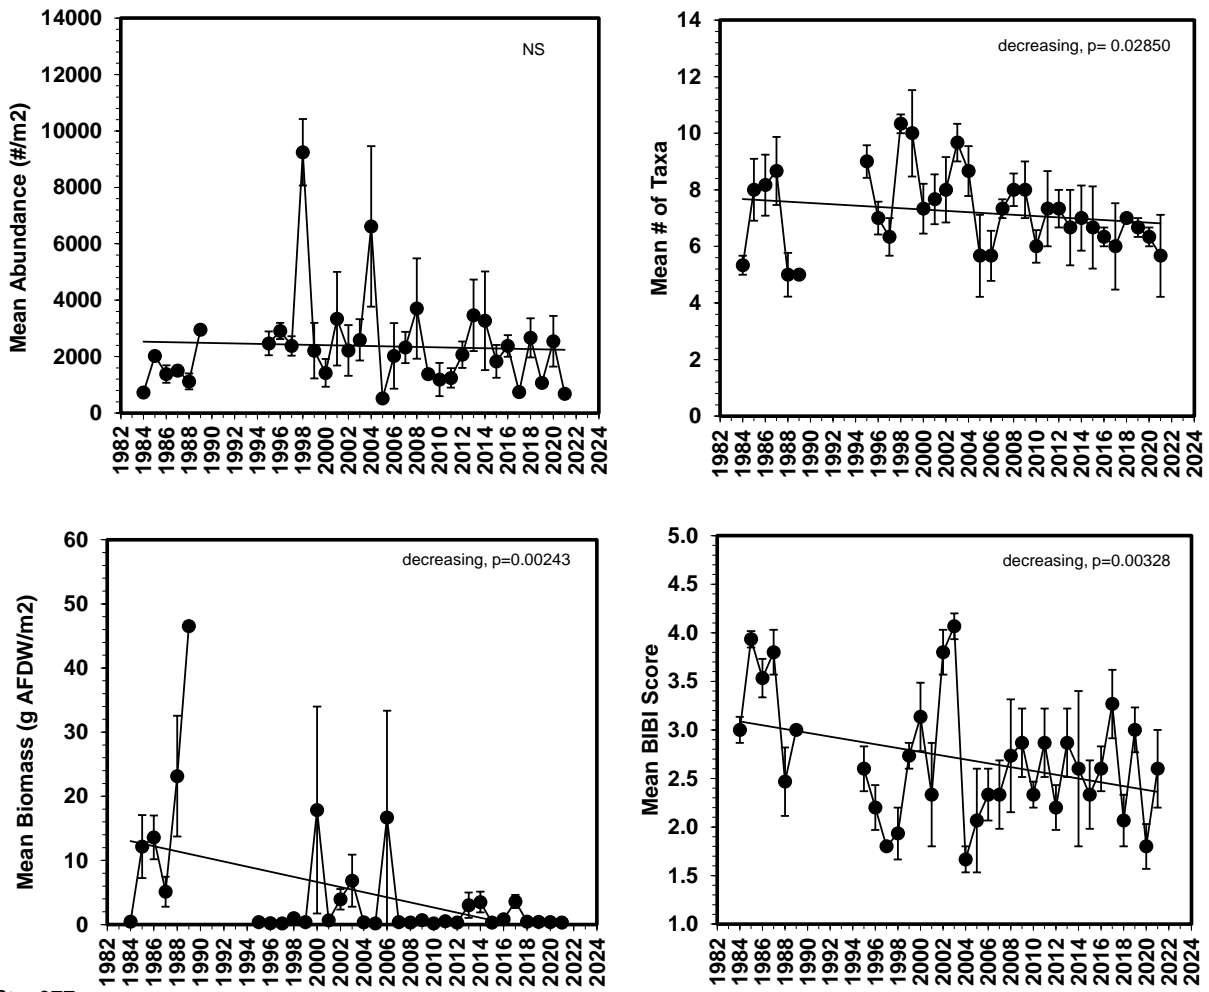 14000
12000
10000
8000
6000
4000
2000
0
Mean Abundance (#/m2)
NS
1982 1984 1986 1988 1990 1992 1994 1996 1998 2000 2002 2004 2006 2008 2010 2012 2014 2016 2018 2020 2022 2024
14
12
10
8
6
4
2
0
Mean # of Taxa
decreasing, p= 0.02850
1982 1984 1986 1988 1990 1992 1994 1996 1998 2000 2002 2004 2006 2008 2010 2012 2014 2016 2018 2020 2022 2024
60
50
40
30
20
10
0
Mean Biomass (g AFDW/m2)
decreasing, p=0.00243
1982 1984 1986 1988 1990 1992 1994 1996 1998 2000 2002 2004 2006 2008 2010 2012 2014 2016 2018 2020 2022 2024
5.0
4.5
4.0
3.5
3.0
2.5
2.0
1.5
1.0
Mean BIBI Score
decreasing, p=0.00328
1982 1984 1986 1988 1990 1992 1994 1996 1998 2000 2002 2004 2006 2008 2010 2012 2014 2016 2018 2020 2022 2024